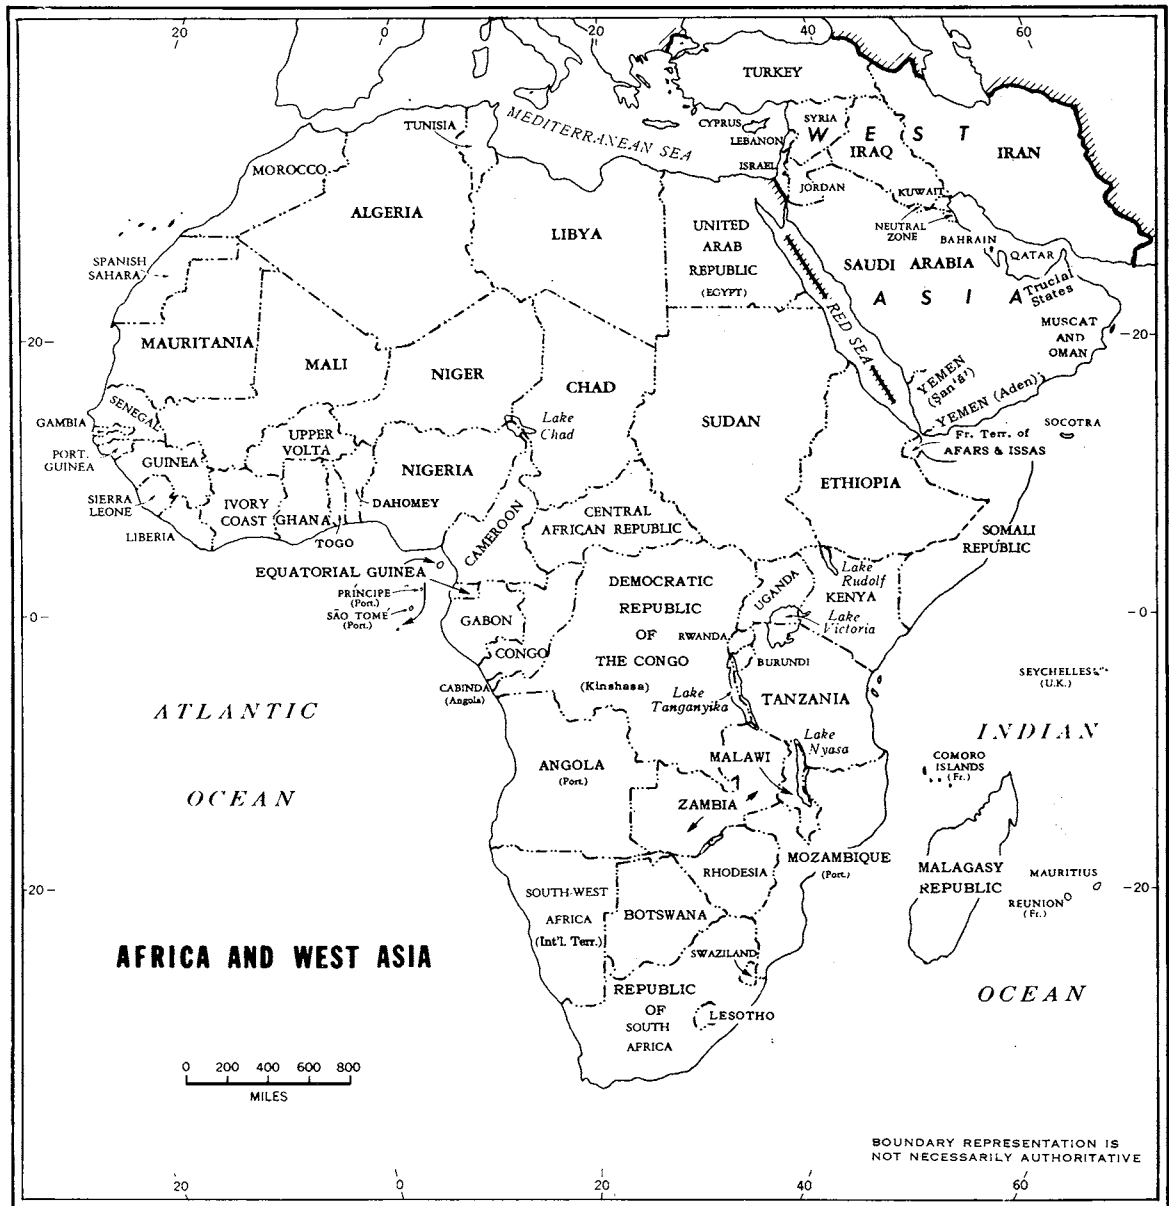 20
0
20
40
60
TURKEY
TUNISIA
MEDITERRANEAN SEA
CYPRUS
SYRIA
LEBANON
WEST
IRAQ
IRAN
ISRAEL
MOROCCO
JORDAN
KUWAIT
ALGERIA
LIBYA
UNITED
ARAB
REPUBLIC
(EGYPT)
NEUTRAL
ZONE
BAHRAIN
QATAR
SPANISH
SAHARA
SAUDI ARABIA
Trucial
States
ASIA
RED SEA
MUSCAT
AND
OMAN
20
20
MAURITANIA
MALI
NIGER
CHAD
SUDAN
YEMEN
(Şan'ā')
YEMEN (Aden)
SENEGAL
GAMBIA
PORT.
GUINEA
GUINEA
UPPER
VOLTA
Lake
Chad
NIGERIA
SOCOTRA
Fr. Terr. of
AFARS & ISSAS
ETHIOPIA
SIERRA
LEONE
LIBERIA
IVORY
COAST
GHANA
TOGO
DAHOMEY
CAMEROON
CENTRAL
AFRICAN REPUBLIC
SOMALI
REPUBLIC
EQUATORIAL GUINEA
PRÍNCIPE
(Port.)
SÃO TOMÉ
(Port.)
DEMOCRATIC
REPUBLIC
OF
THE CONGO
(Kinshasa)
UGANDA
Lake
Rudolf
KENYA
0
0
GABON
CONGO
RWANDA
BURUNDI
Lake
Victoria
CABINDA
(Angola)
Lake
Tanganyika
TANZANIA
SEYCHELLES
(U.K.)
ATLANTIC
OCEAN
INDIAN
Lake
Nyasa
MALAWI
ANGOLA
(Port.)
COMORO
ISLANDS
(Fr.)
ZAMBIA
MOZAMBIQUE
(Port.)
MALAGASY
REPUBLIC
MAURITIUS
REUNION
(Fr.)
20
20
RHODESIA
SOUTH-WEST
AFRICA
(Int'l. Terr.)
BOTSWANA
SWAZILAND
AFRICA AND WEST ASIA
OCEAN
REPUBLIC
OF
SOUTH
AFRICA
LESOTHO
0 200 400 600 800
MILES
BOUNDARY REPRESENTATION IS
NOT NECESSARILY AUTHORITATIVE
20
0
20
40
60